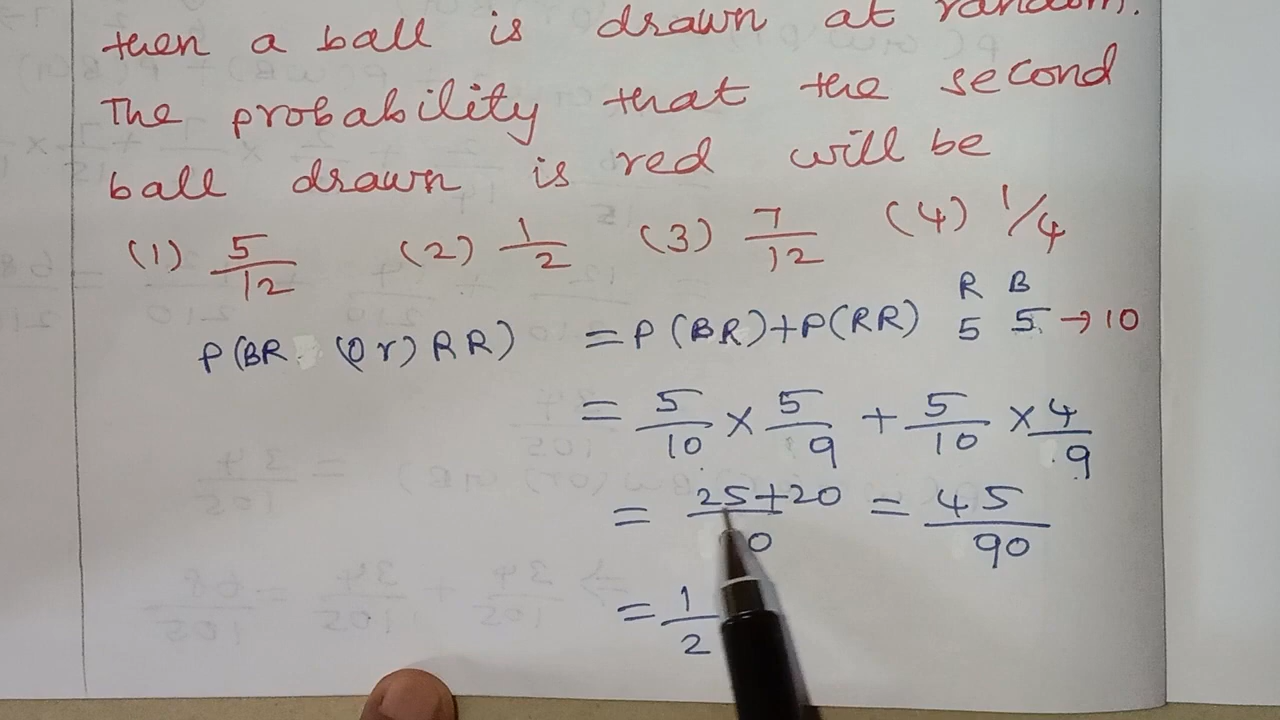 then a ball is drawn at random.
The probability that the second
ball drawn is red will be
(1) 5/12 (2) 1/2 (3) 7/12 (4) 1/4
R B
P(BR (Or) RR) = P(BR)+P(RR) 5 5 → 10
= 5/10 × 5/9 + 5/10 × 4/9
= 25+20/0 = 45/90
= 1/2